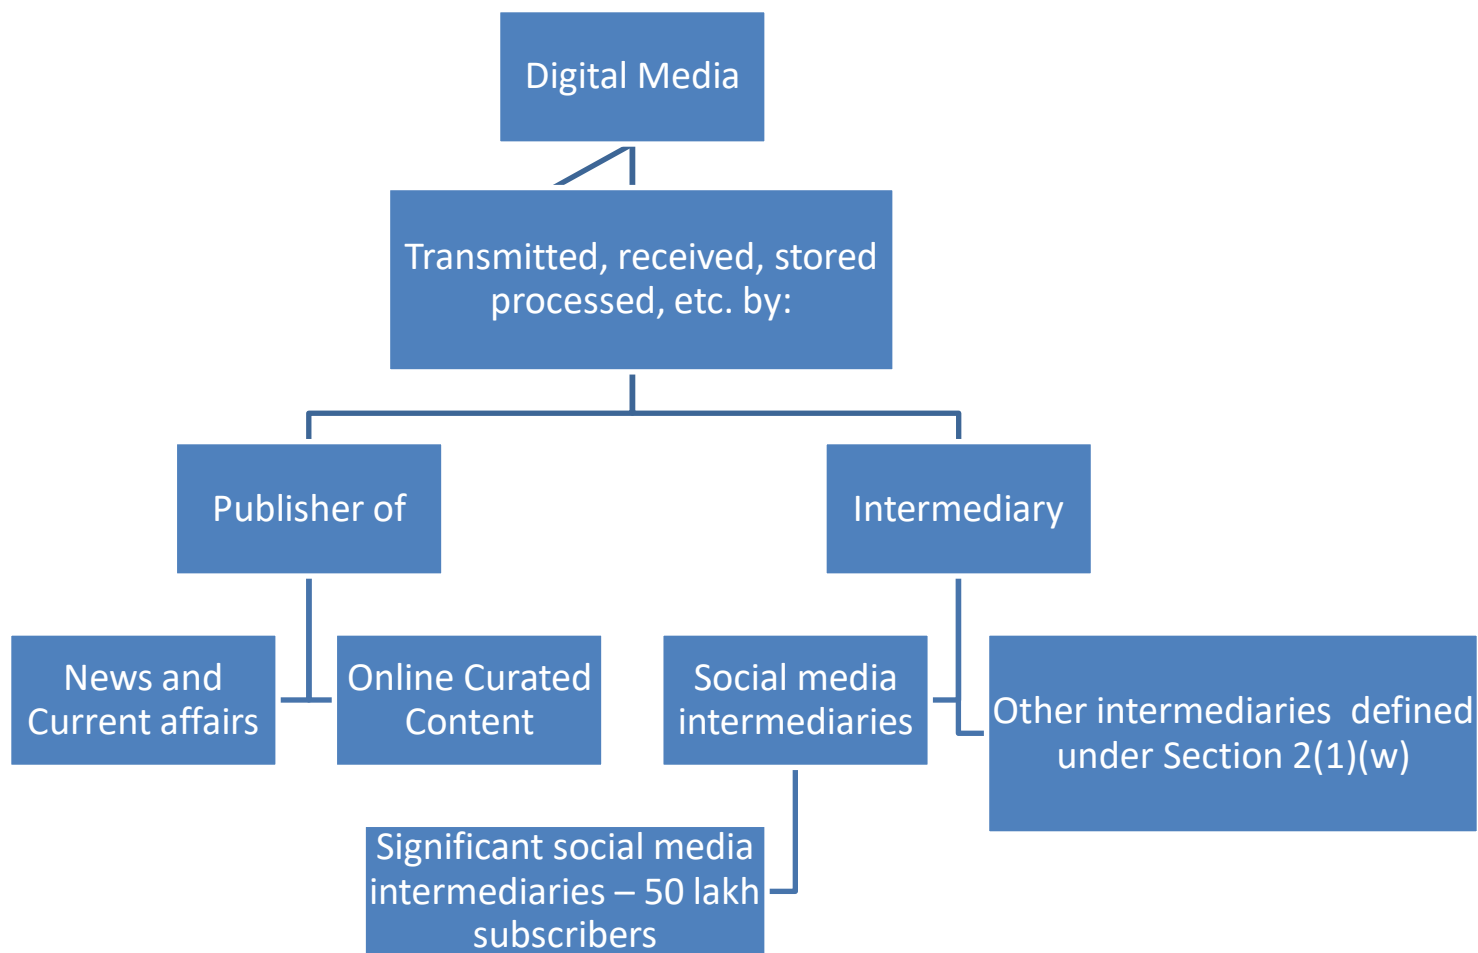 Digital Media
Transmitted, received, stored
processed, etc. by:
Publisher of
Intermediary
News and
Current affairs
Online Curated
Content
Social media
intermediaries
Other intermediaries  defined
under Section 2(1)(w)
Significant social media
intermediaries – 50 lakh
subscribers